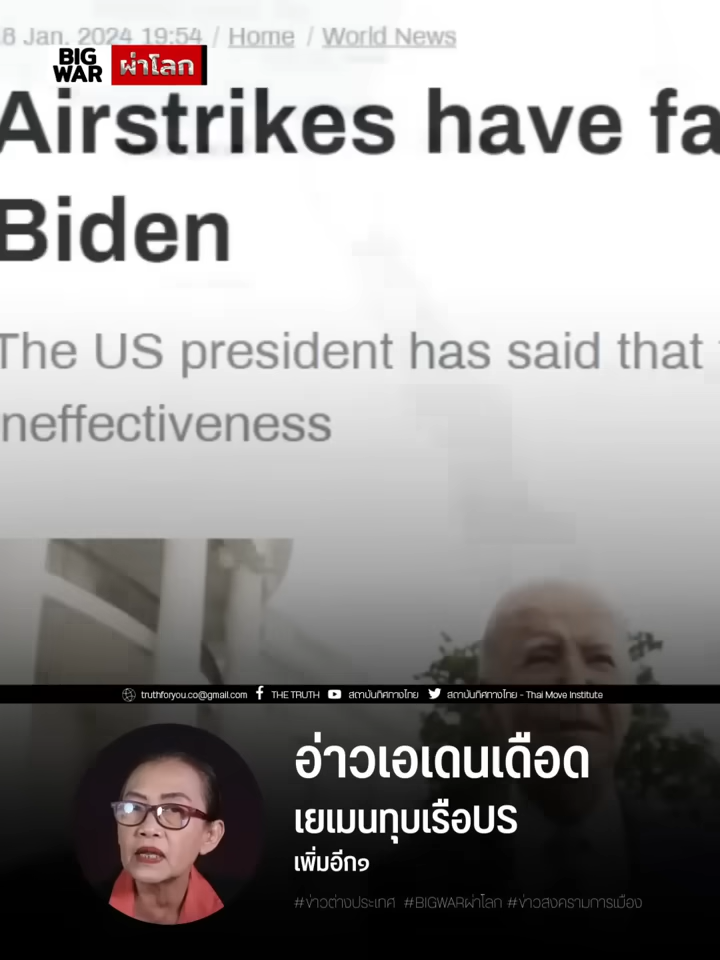 8 Jan. 2024 19:54 / Home / World News
BIG WAR ผ่าโลก
Airstrikes have fa
Biden
The US president has said that
ineffectiveness
truthforyou.co@gmail.com THE TRUTH สถาบันทิศทางไทย สถาบันทิศทางไทย - Thai Move Institute
อ่าวเอเดนเดือด
เยเมนทุบเรือUS
เพิ่มอีก๑
#ข่าวต่างประเทศ #BIGWARผ่าโลก #ข่าวสงครามการเมือง